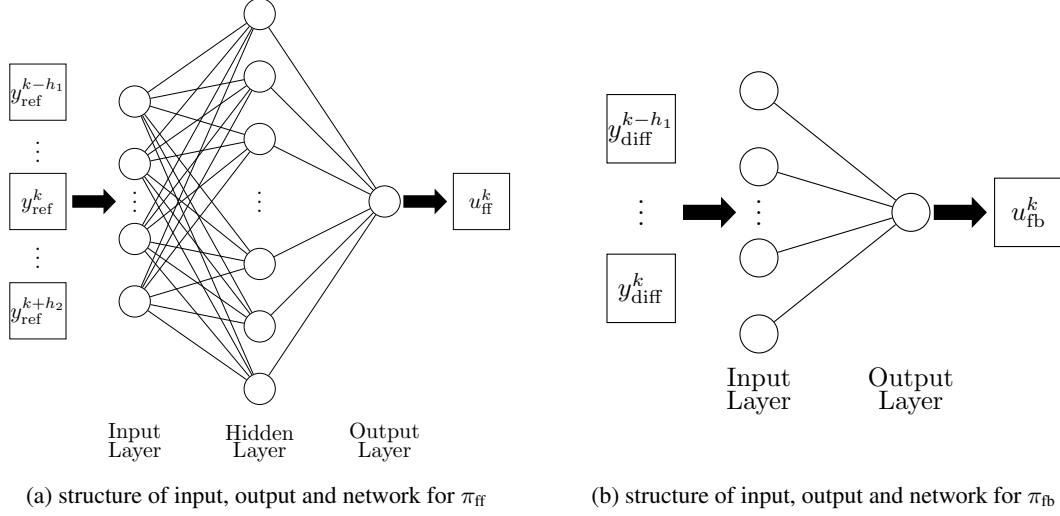 y_ref^{k−h_1}
⋮
y_ref^k
⋮
y_ref^{k+h_2}
⋮
⋮
u_ff^k
Input
Layer
Hidden
Layer
Output
Layer
(a) structure of input, output and network for π_ff
y_diff^{k−h_1}
⋮
y_diff^k
⋮
u_fb^k
Input
Layer
Output
Layer
(b) structure of input, output and network for π_fb